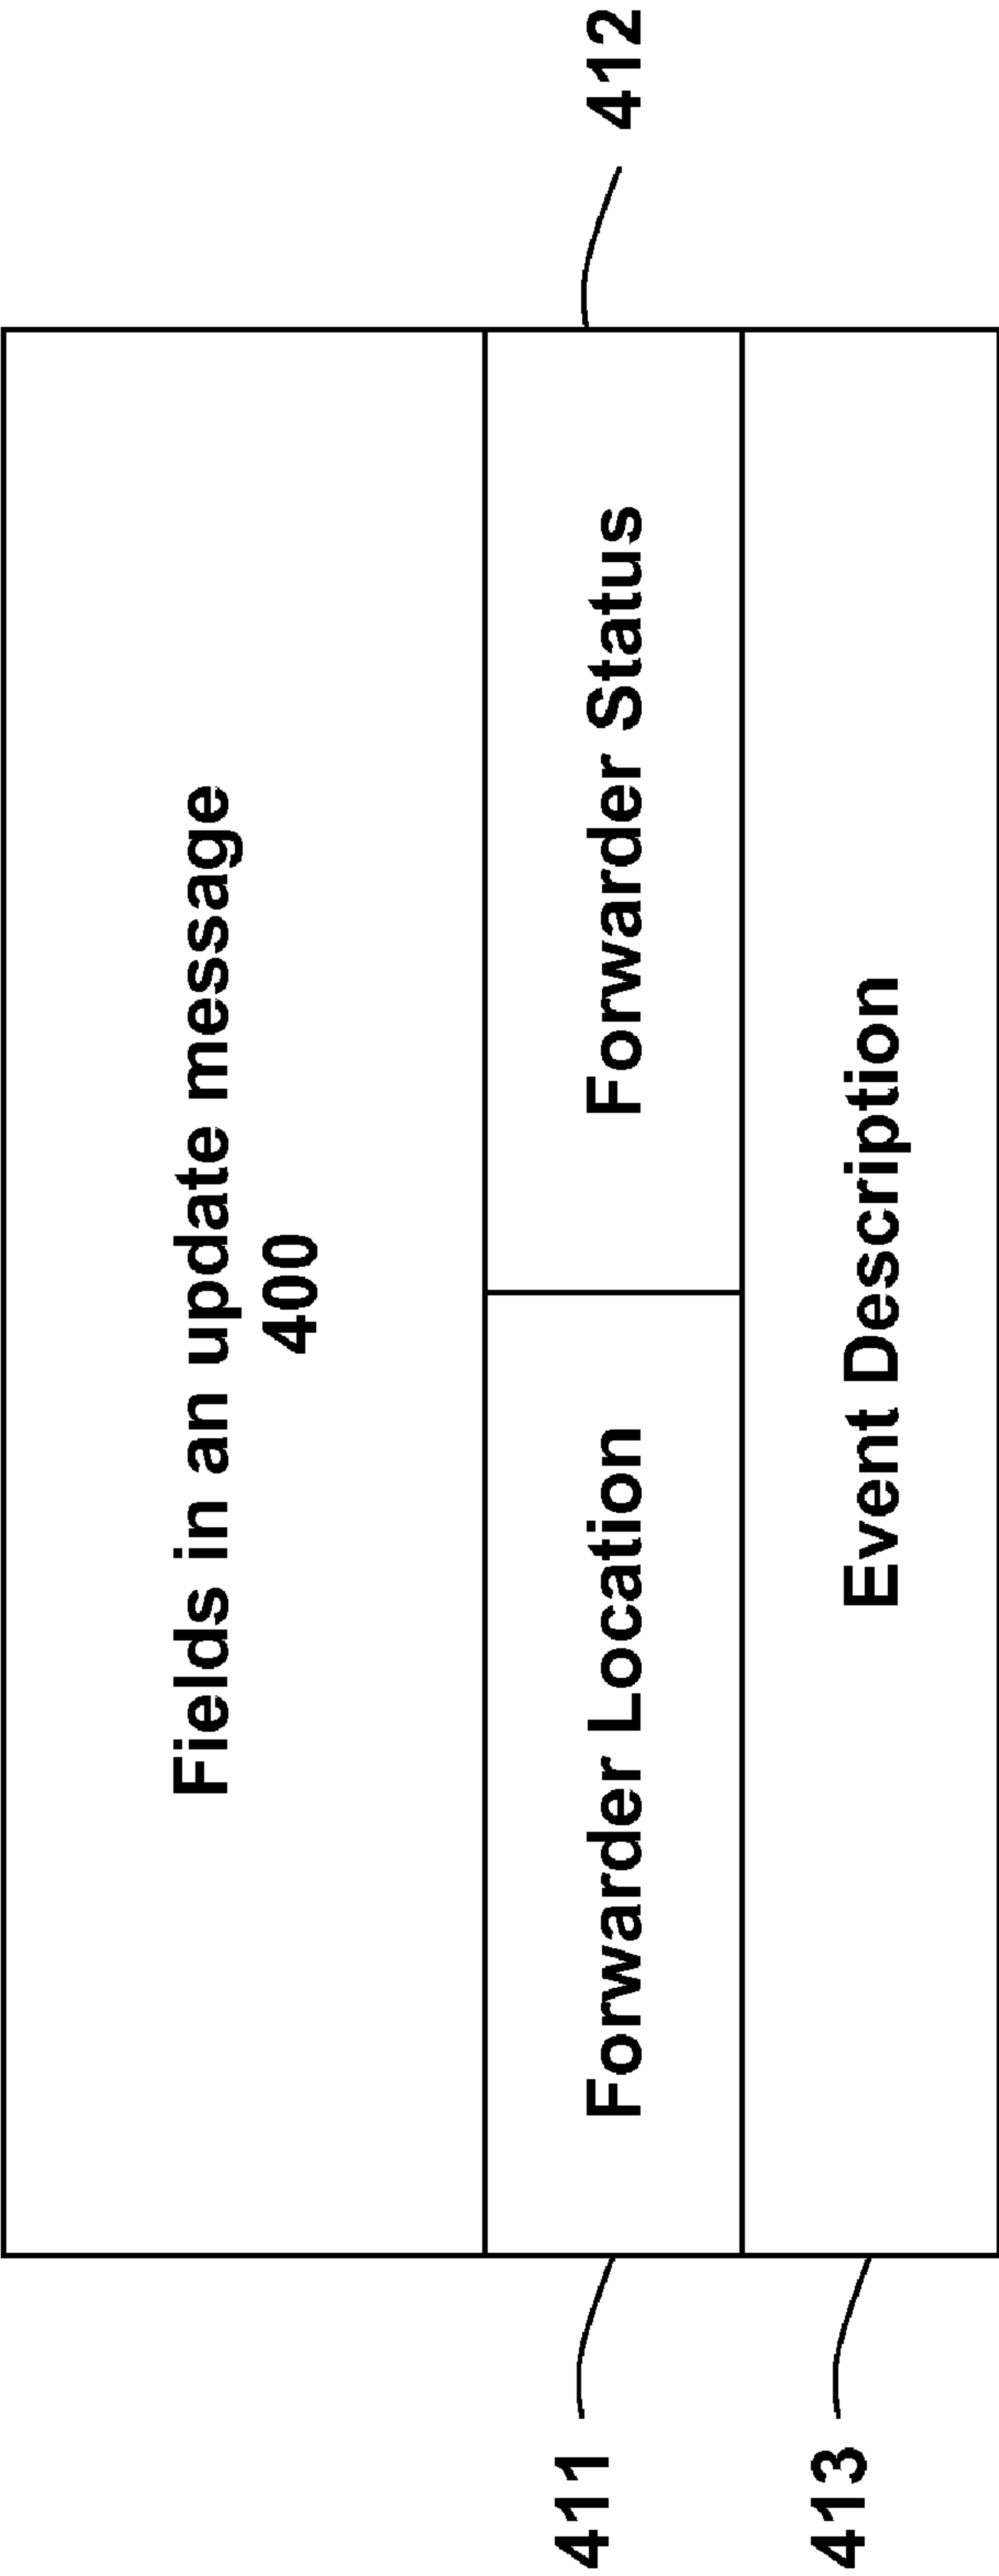 Fields in an update message
400
411
Forwarder Location
Forwarder Status
412
413
Event Description